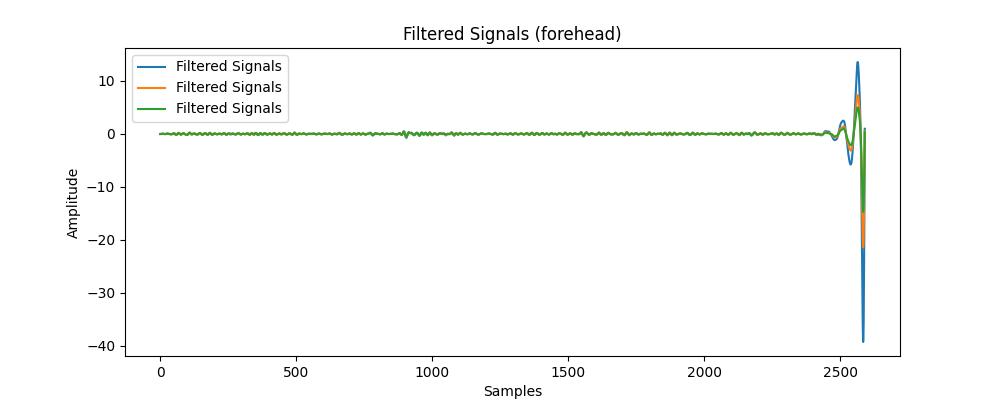 Filtered Signals (forehead)
Filtered Signals
Filtered Signals
Filtered Signals
Amplitude
10
0
−10
−20
−30
−40
0 500 1000 1500 2000 2500
Samples